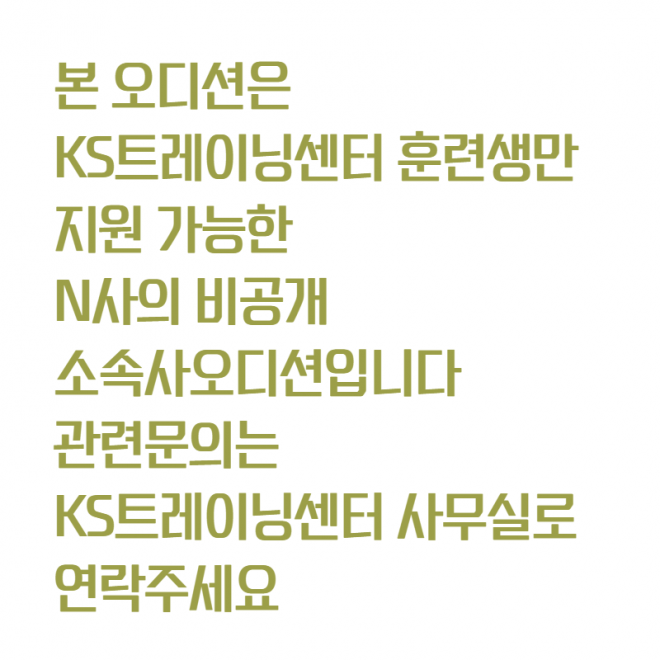 본 오디션은
KS트레이닝센터 훈련생만
지원 가능한
N사의 비공개
소속사오디션입니다
관련문의는
KS트레이닝센터 사무실로
연락주세요